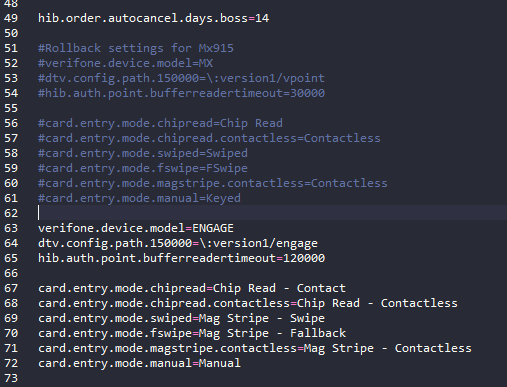 48
49 hib.order.autocancel.days.boss=14
50
51 #Rollback settings for Mx915
52 #verifone.device.model=MX
53 #dtv.config.path.150000=\:version1/vpoint
54 #hib.auth.point.bufferreadertimeout=30000
55
56 #card.entry.mode.chipread=Chip Read
57 #card.entry.mode.chipread.contactless=Contactless
58 #card.entry.mode.swiped=Swiped
59 #card.entry.mode.fswipe=FSwipe
60 #card.entry.mode.magstripe.contactless=Contactless
61 #card.entry.mode.manual=Keyed
62
63 verifone.device.model=ENGAGE
64 dtv.config.path.150000=\:version1/engage
65 hib.auth.point.bufferreadertimeout=120000
66
67 card.entry.mode.chipread=Chip Read - Contact
68 card.entry.mode.chipread.contactless=Chip Read - Contactless
69 card.entry.mode.swiped=Mag Stripe - Swipe
70 card.entry.mode.fswipe=Mag Stripe - Fallback
71 card.entry.mode.magstripe.contactless=Mag Stripe - Contactless
72 card.entry.mode.manual=Manual
73